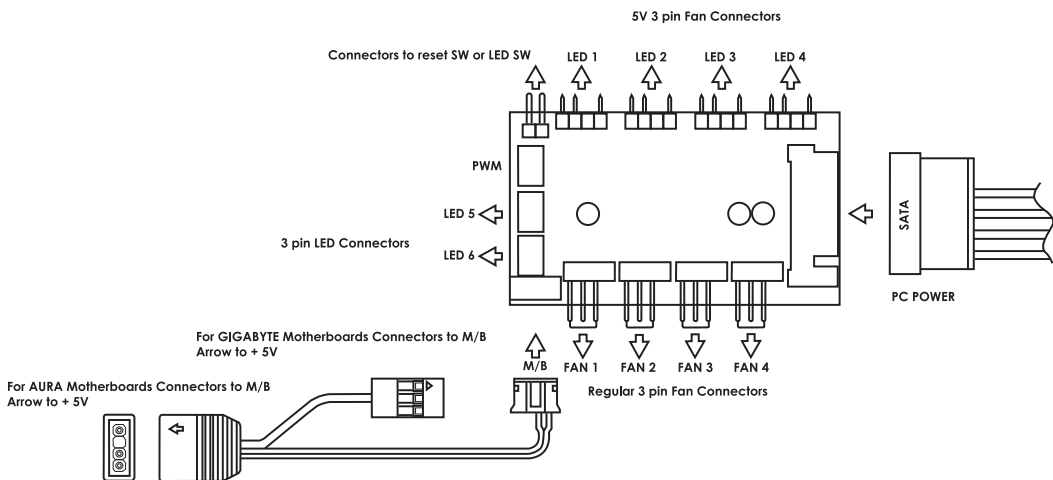 5V 3 pin Fan Connectors
Connectors to reset SW or LED SW
LED 1
LED 2
LED 3
LED 4
PWM
LED 5
3 pin LED Connectors
LED 6
SATA
PC POWER
For GIGABYTE Motherboards Connectors to M/B
Arrow to + 5V
M/B
FAN 1
FAN 2
FAN 3
FAN 4
Regular 3 pin Fan Connectors
For AURA Motherboards Connectors to M/B
Arrow to + 5V